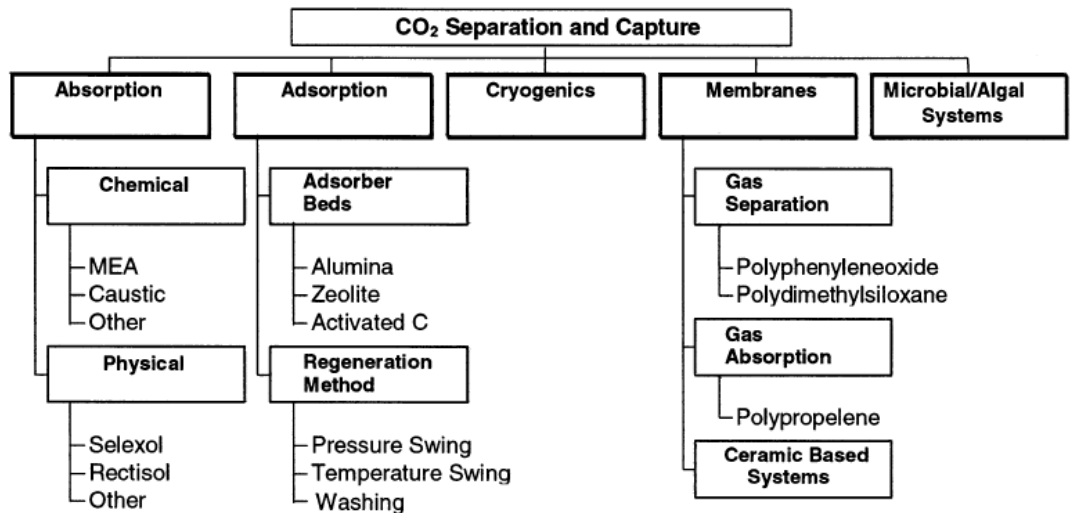 CO₂ Separation and Capture
Absorption
Adsorption
Cryogenics
Membranes
Microbial/Algal
Systems
Chemical
MEA
Caustic
Other
Physical
Selexol
Rectisol
Other
Adsorber
Beds
Alumina
Zeolite
Activated C
Regeneration
Method
Pressure Swing
Temperature Swing
Washing
Gas
Separation
Polyphenyleneoxide
Polydimethylsiloxane
Gas
Absorption
Polypropelene
Ceramic Based
Systems